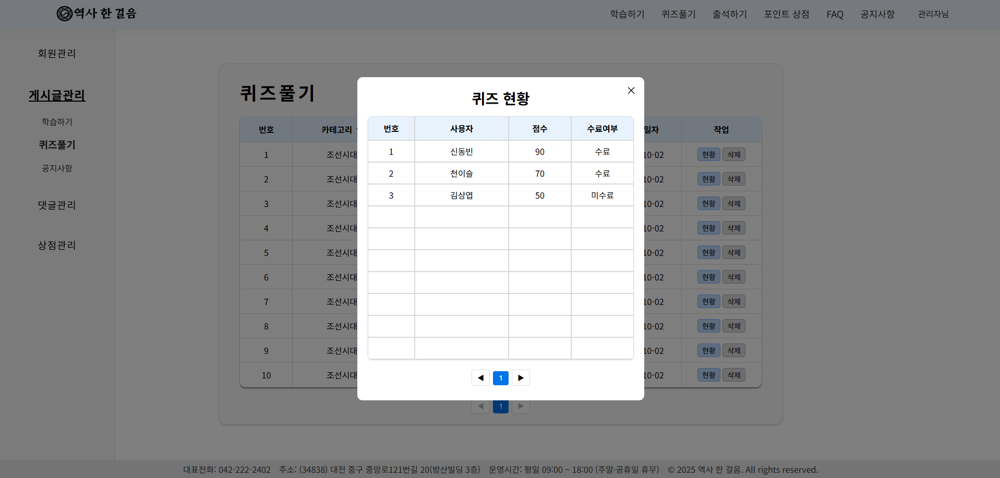 역사 한 걸음
학습하기 퀴즈풀기 출석하기 포인트 상점 FAQ 공지사항 관리자님
회원관리
게시글관리
학습하기
퀴즈풀기
공지사항
댓글관리
상점관리
퀴즈풀기
번호 카테고리 일자 작업
1 조선시대 10-02 현황 삭제
2 조선시대 10-02 현황 삭제
3 조선시대 10-02 현황 삭제
4 조선시대 10-02 현황 삭제
5 조선시대 10-02 현황 삭제
6 조선시대 10-02 현황 삭제
7 조선시대 10-02 현황 삭제
8 조선시대 10-02 현황 삭제
9 조선시대 10-02 현황 삭제
10 조선시대 10-02 현황 삭제
◀ 1 ▶
퀴즈 현황
번호 사용자 점수 수료여부
1 신동빈 90 수료
2 천이슬 70 수료
3 김상엽 50 미수료
◀ 1 ▶
대표전화: 042-222-2402 주소: (34838) 대전 중구 중앙로121번길 20(방산빌딩 3층) 운영시간: 평일 09:00 ~ 18:00 (주말·공휴일 휴무) © 2025 역사 한 걸음. All rights reserved.